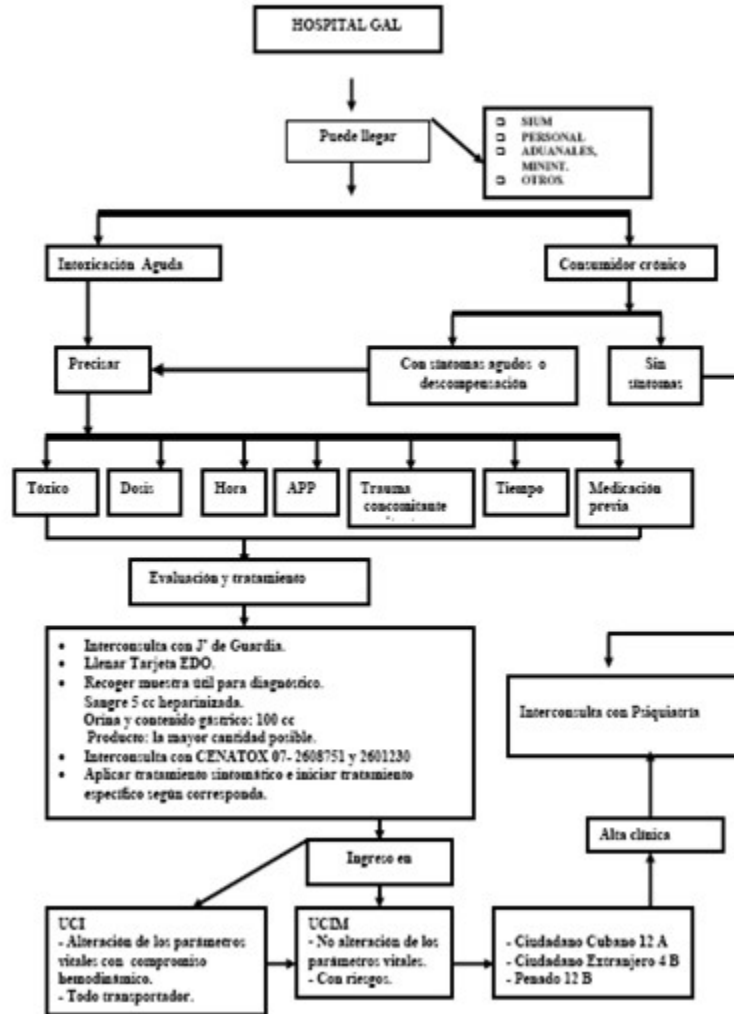 HOSPITAL GAL
Puede llegar
❑ SIUM
❑ PERSONAL
❑ ADUANALES,
MININT.
❑ OTROS.
Intoxicación Aguda
Consumidor crónico
Precisar
Con síntomas agudos o
descompensación
Sin
síntomas
Tóxico
Dosis
Hora
APP
Trauma
concomitante
Tiempo
Medicación
previa
Evaluación y tratamiento
• Interconsulta con J' de Guardia.
• Llenar Tarjeta EDO.
• Recoger muestra útil para diagnóstico.
Sangre 5 cc heparinizada.
Orina y contenido gástrico: 100 cc
Producto: la mayor cantidad posible.
• Interconsulta con CENATOX 07- 2608751 y 2601230
• Aplicar tratamiento sintomático e iniciar tratamiento
específico según corresponda.
Interconsulta con Psiquiatría
Alta clínica
Ingreso en
UCI
- Alteración de los parámetros
vitales con compromiso
hemodinámico.
- Todo transportador.
UCIM
- No alteración de los
parámetros vitales.
- Con riesgos.
- Ciudadano Cubano 12 A
- Ciudadano Extranjero 4 B
- Penado 12 B